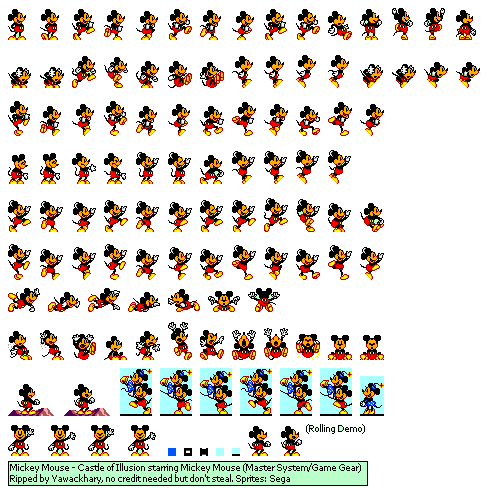 (Rolling Demo)
Mickey Mouse - Castle of Illusion starring Mickey Mouse (Master System/Game Gear)
Ripped by Yawackhary, no credit needed but don't steal. Sprites: Sega